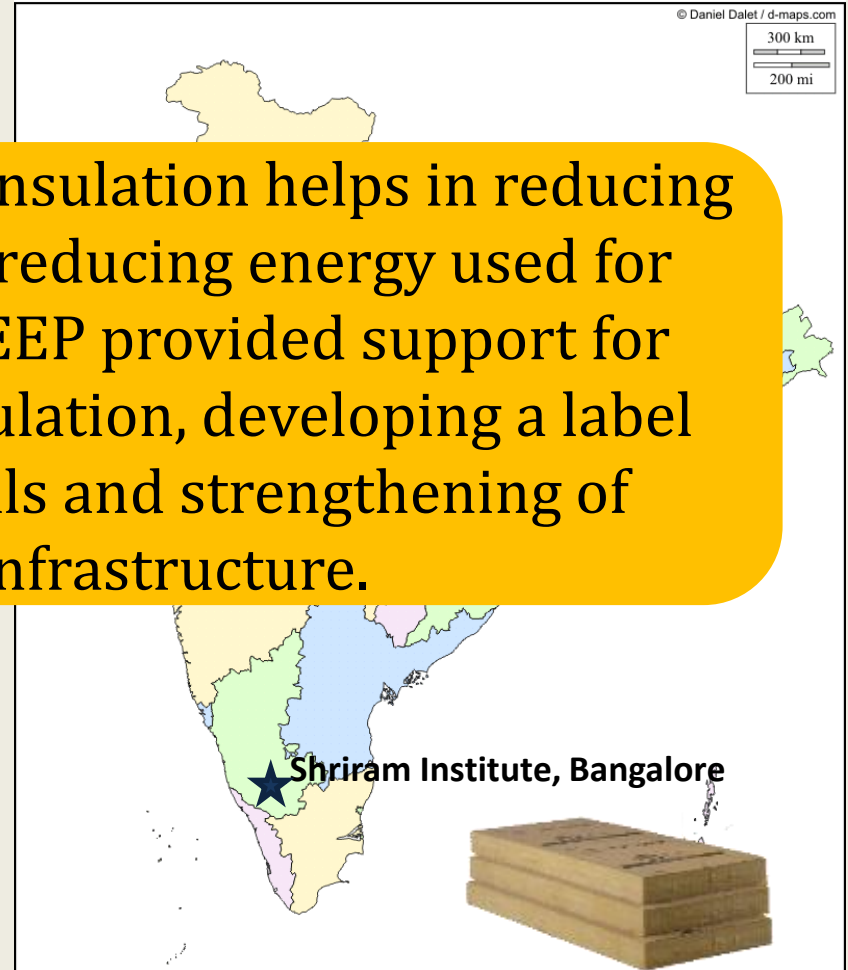 © Daniel Dalet / d-maps.com
300 km
200 mi
nsulation helps in reducing
reducing energy used for
EEP provided support for
ulation, developing a label
ls and strengthening of
nfrastructure.
Shriram Institute, Bangalore